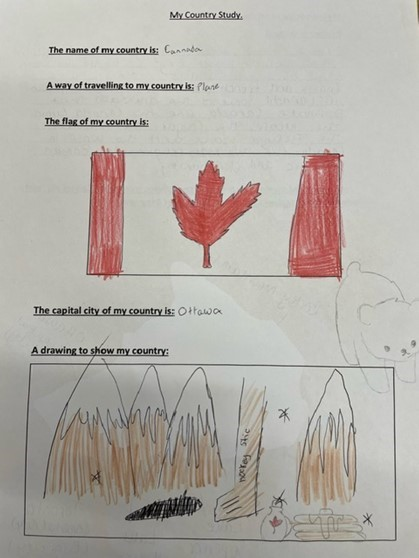 My Country Study.
The name of my country is: Cannada
A way of travelling to my country is: Plane
The flag of my country is:
The capital city of my country is: Ottawa
A drawing to show my country:
hockey stic